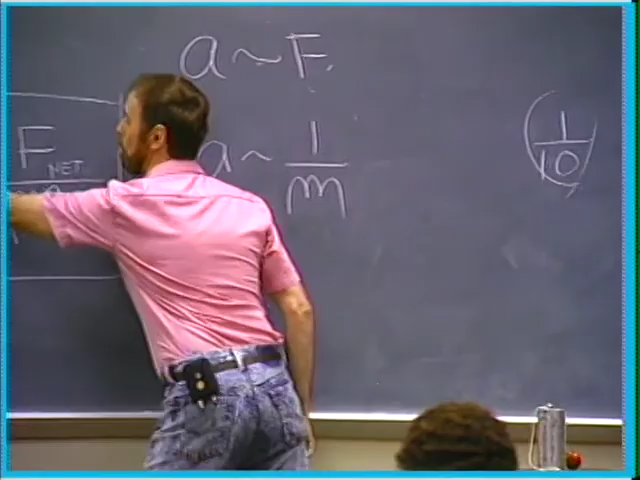 a ~ F
F NET
a ~ 1/m
(1/10)